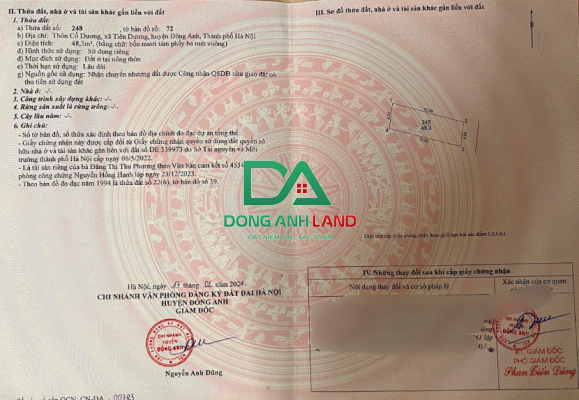 II. Thửa đất, nhà ở và tài sản khác gắn liền với đất
1. Thửa đất:
a) Thửa đất số: 248 , tờ bản đồ số: 72
b) Địa chỉ: Thôn Cổ Dương, xã Tiên Dương, huyện Đông Anh, Thành phố Hà Nội
c) Diện tích: 48,3m², (bằng chữ: bốn mươi tám phẩy ba mét vuông)
d) Hình thức sử dụng: Sử dụng riêng
đ) Mục đích sử dụng: Đất ở tại nông thôn
e) Thời hạn sử dụng: Lâu dài
g) Nguồn gốc sử dụng: Nhận chuyển nhượng đất được Công nhận QSDĐ như giao đất có
thu tiền sử dụng đất
2. Nhà ở: -/-
3. Công trình xây dựng khác: -/-
4. Rừng sản xuất là rừng trồng: -/-
5. Cây lâu năm: -/-
6. Ghi chú:
- Số tờ bản đồ, số thửa xác định theo bản đồ địa chính đo đạc dự án tổng thể.
- Giấy chứng nhận này được cấp đổi từ Giấy chứng nhận quyền sử dụng đất quyền sở
hữu nhà ở và tài sản khác gắn liền với đất số DE 539973 do Sở Tài nguyên và Môi
trường thành phố Hà Nội cấp ngày 06/5/2022.
- Là tài sản riêng của bà Đặng Thị Thu Phương theo Văn bản cam kết số 4534
phòng công chứng Nguyễn Hồng Hạnh lập ngày 23/12/2023.
- Theo bản đồ đo đạc năm 1994 là thửa đất số 22(6), tờ bản đồ số 39.
III. Sơ đồ thửa đất, nhà ở và tài sản khác gắn liền với đất
248
48.3
DA
DONG ANH LAND
Hà Nội, ngày năm 2024
CHI NHÁNH VĂN PHÒNG ĐĂNG KÝ ĐẤT ĐAI HÀ NỘI
HUYỆN ĐÔNG ANH
GIÁM ĐỐC
CHI NHÁNH
HUYỆN
ĐÔNG ANH
Nguyễn Anh Dũng
IV. Những thay đổi sau khi cấp giấy chứng nhận
Nội dung thay đổi và cơ sở pháp lý
Xác nhận của cơ quan
KT. GIÁM ĐỐC
PHÓ GIÁM ĐỐC
Phan Tiến Dũng